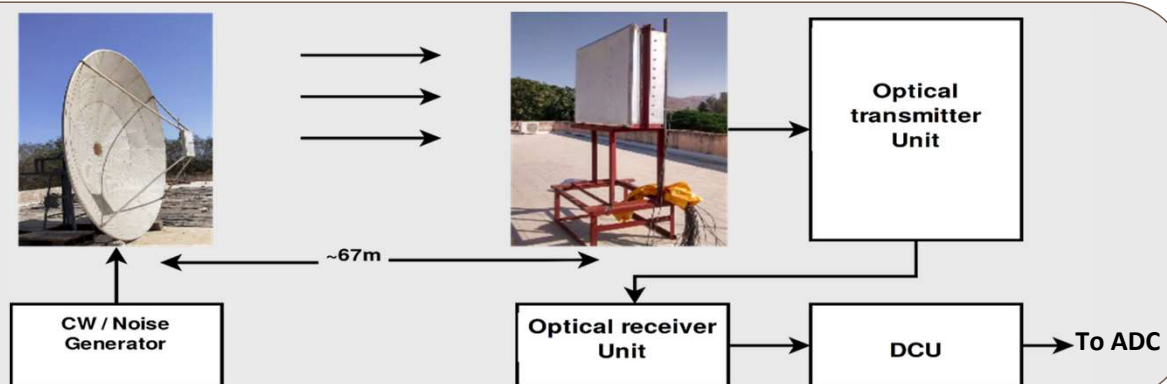 Optical
transmitter
Unit
~67m
CW / Noise
Generator
Optical receiver
Unit
DCU
To ADC